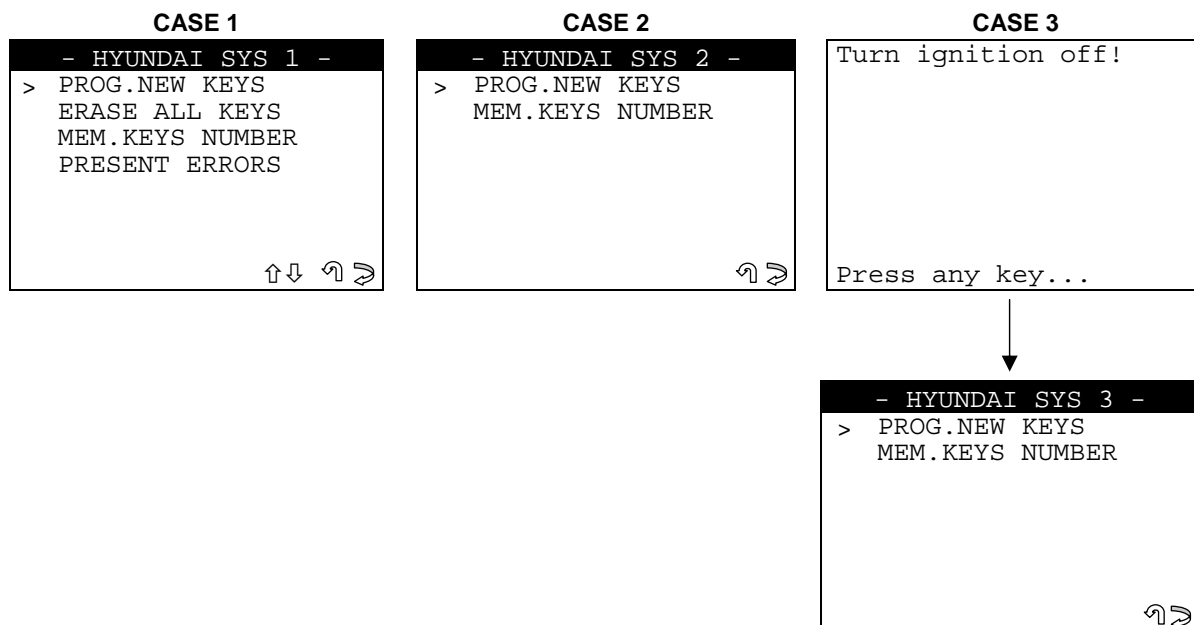 CASE 1
- HYUNDAI SYS 1 -
> PROG.NEW KEYS
ERASE ALL KEYS
MEM.KEYS NUMBER
PRESENT ERRORS
CASE 2
- HYUNDAI SYS 2 -
> PROG.NEW KEYS
MEM.KEYS NUMBER
CASE 3
Turn ignition off!
Press any key...
- HYUNDAI SYS 3 -
> PROG.NEW KEYS
MEM.KEYS NUMBER